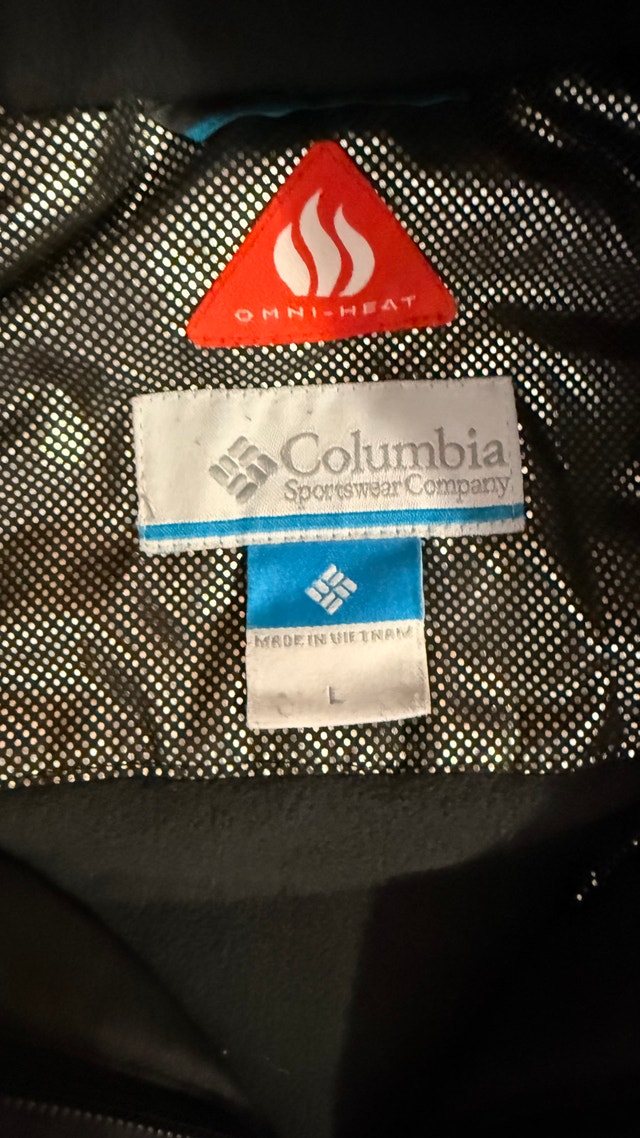 OMNI-HEAT
Columbia
Sportswear Company
MADE IN VIETNAM
L